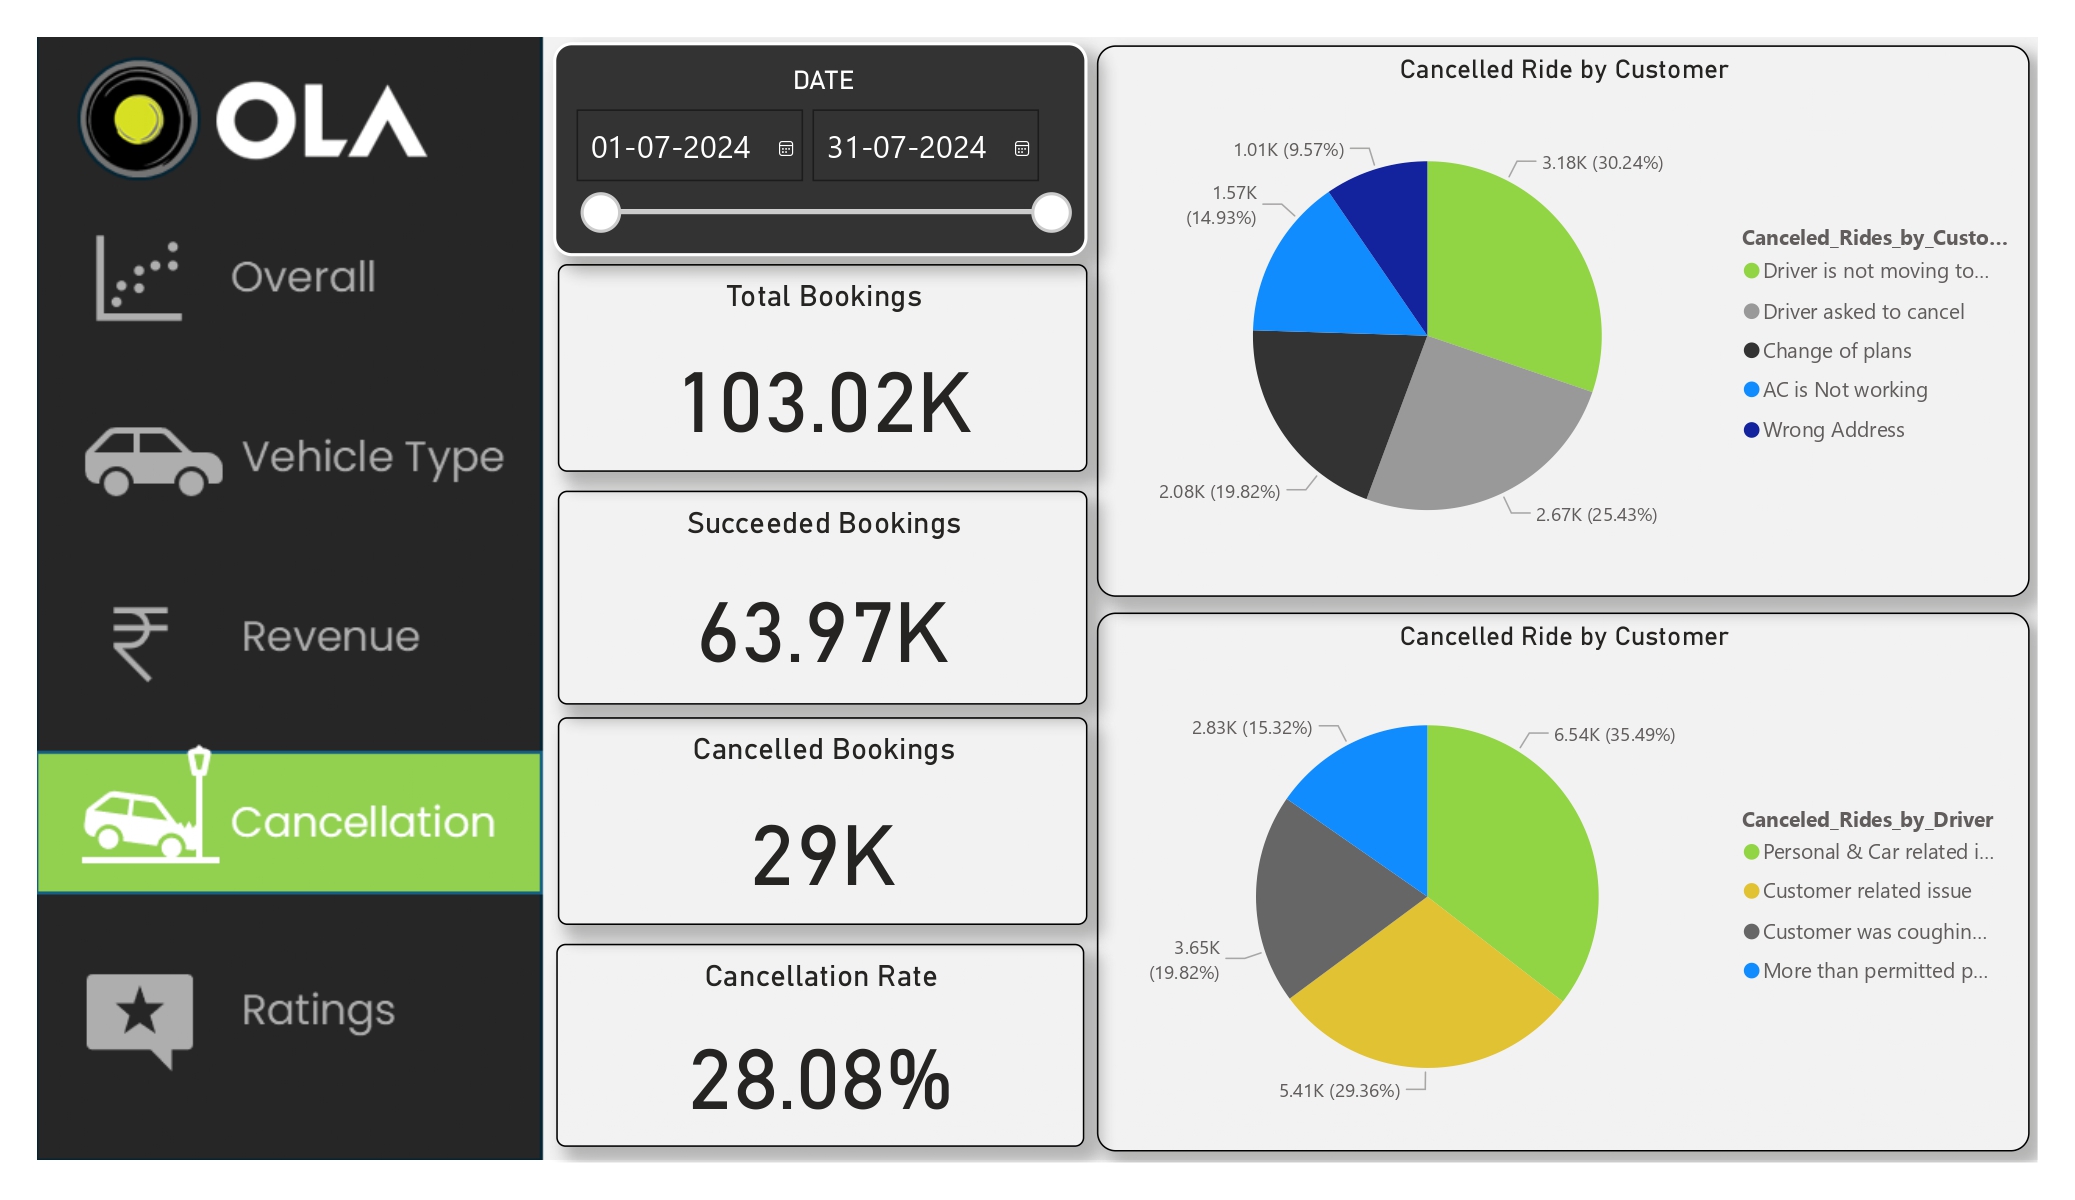 OLA
Overall
Vehicle Type
Revenue
Cancellation
Ratings
DATE
01-07-2024
31-07-2024
Total Bookings
103.02K
Succeeded Bookings
63.97K
Cancelled Bookings
29K
Cancellation Rate
28.08%
Cancelled Ride by Customer
1.01K (9.57%)
3.18K (30.24%)
1.57K
(14.93%)
2.08K (19.82%)
2.67K (25.43%)
Canceled_Rides_by_Custo...
Driver is not moving to...
Driver asked to cancel
Change of plans
AC is Not working
Wrong Address
Cancelled Ride by Customer
2.83K (15.32%)
6.54K (35.49%)
3.65K
(19.82%)
5.41K (29.36%)
Canceled_Rides_by_Driver
Personal & Car related i...
Customer related issue
Customer was coughin...
More than permitted p...